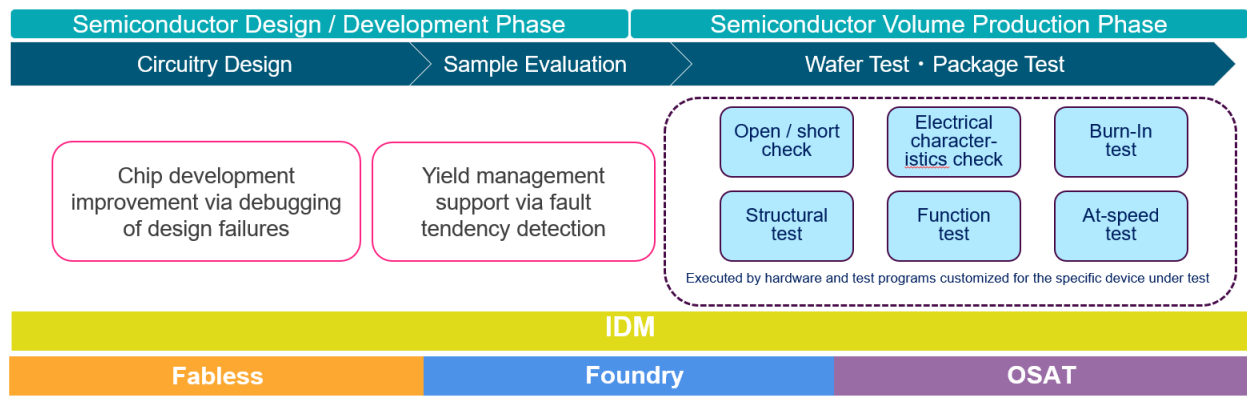 Semiconductor Design / Development Phase
Semiconductor Volume Production Phase
Circuitry Design
Sample Evaluation
Wafer Test・Package Test
Chip development
improvement via debugging
of design failures
Yield management
support via fault
tendency detection
Open / short
check
Electrical
character-
istics check
Burn-In
test
Structural
test
Function
test
At-speed
test
Executed by hardware and test programs customized for the specific device under test
IDM
Fabless
Foundry
OSAT